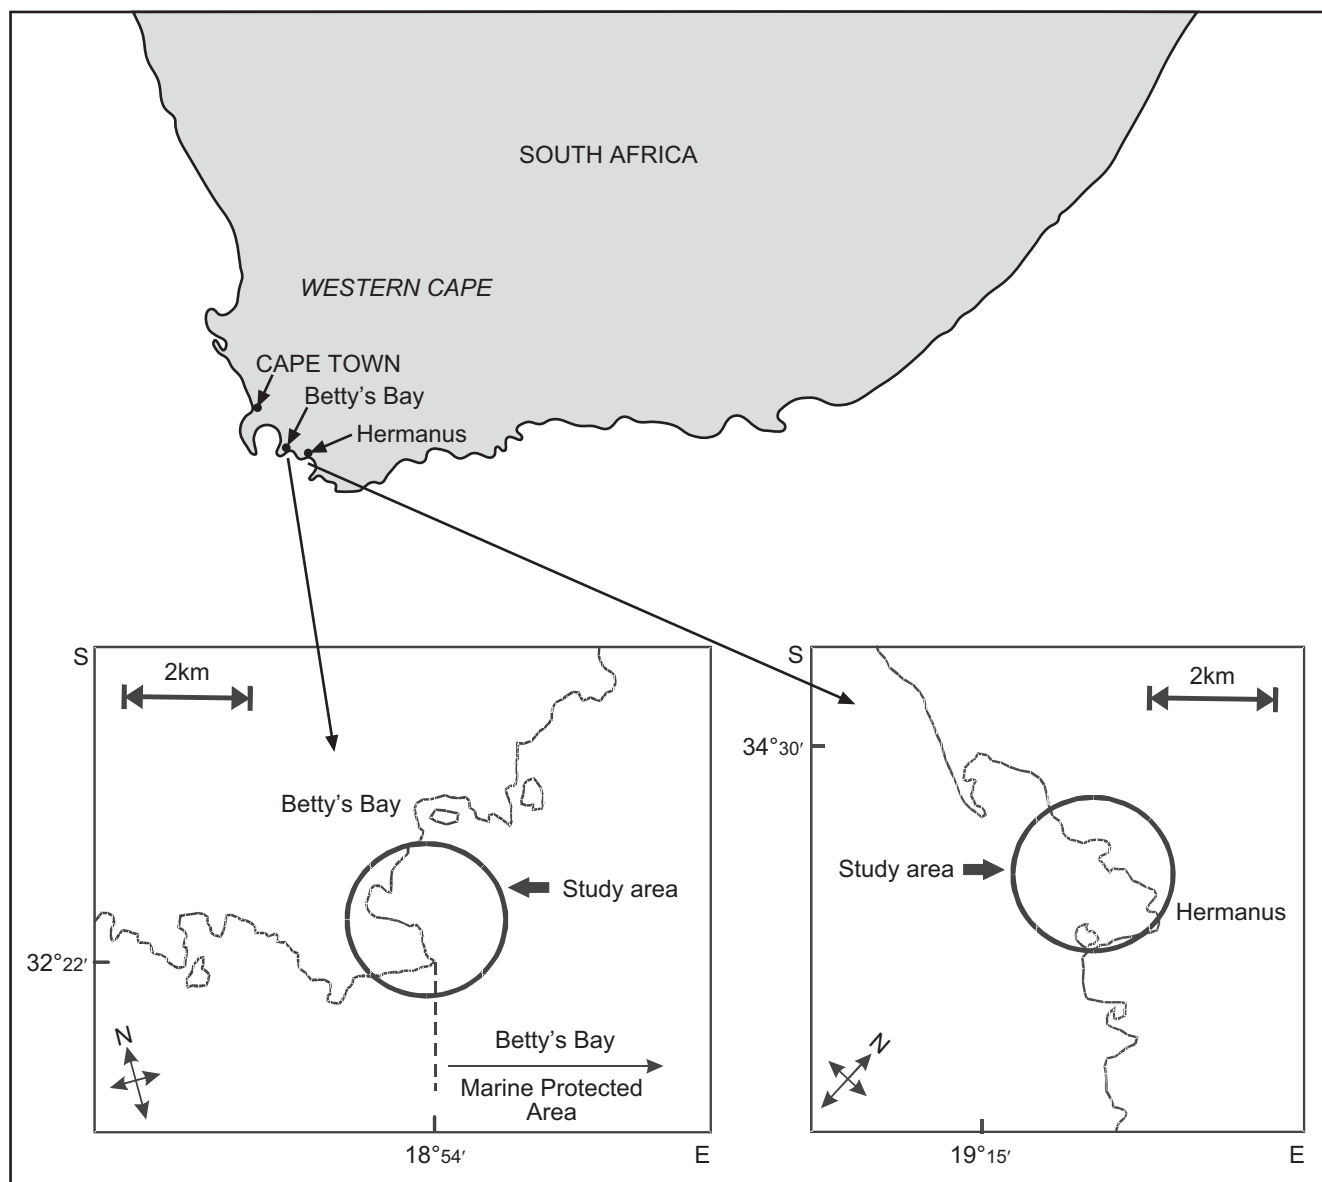 SOUTH AFRICA
WESTERN CAPE
CAPE TOWN
Betty's Bay
Hermanus
S
2km
Betty's Bay
Study area
32°22'
N
Betty's Bay
Marine Protected
Area
18°54'
E
S
2km
34°30'
Study area
Hermanus
N
19°15'
E